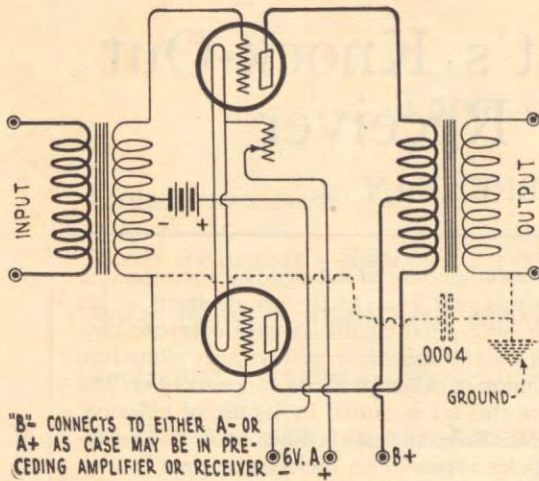 INPUT
- +
OUTPUT
.0004
GROUND
"B"- CONNECTS TO EITHER A- OR
A+ AS CASE MAY BE IN PRE-
CEDING AMPLIFIER OR RECEIVER
- 6V. A +
B+